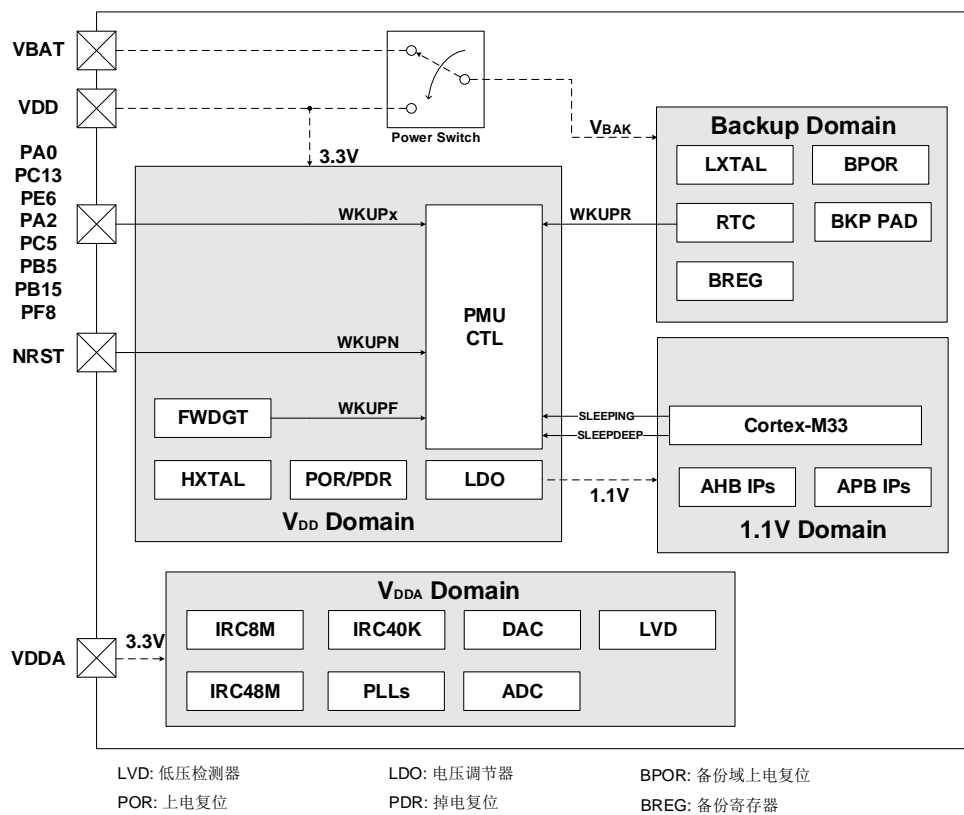 VBAT
VDD
Power Switch
3.3V
VBAK
Backup Domain
LXTAL
BPOR
RTC
BKP PAD
BREG
PA0
PC13
PE6
PA2
PC5
PB5
PB15
PF8
NRST
WKUPx
WKUPR
PMU
CTL
WKUPN
FWDGT
WKUPF
HXTAL
POR/PDR
LDO
VDD Domain
SLEEPING
SLEEPDEEP
1.1V
Cortex-M33
AHB IPs
APB IPs
1.1V Domain
VDDA
3.3V
VDDA Domain
IRC8M
IRC40K
DAC
LVD
IRC48M
PLLs
ADC
LVD: 低压检测器
LDO: 电压调节器
BPOR: 备份域上电复位
POR: 上电复位
PDR: 掉电复位
BREG: 备份寄存器